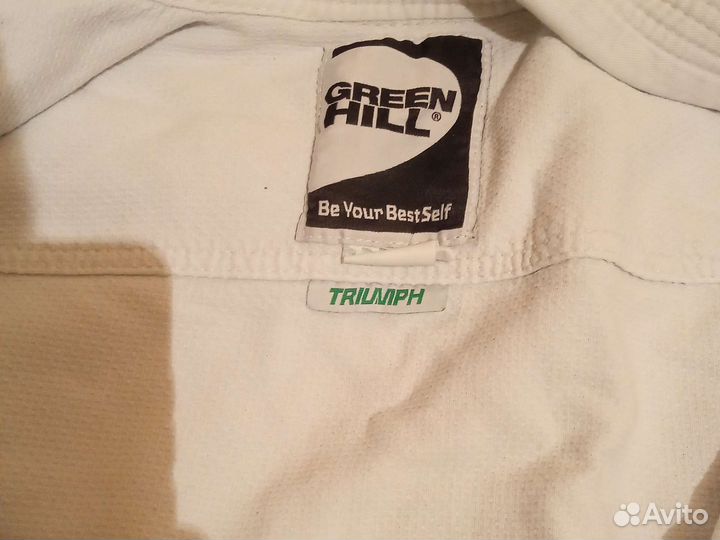 GREEN
HILL®
Be Your Best Self
TRIUMPH
Avito